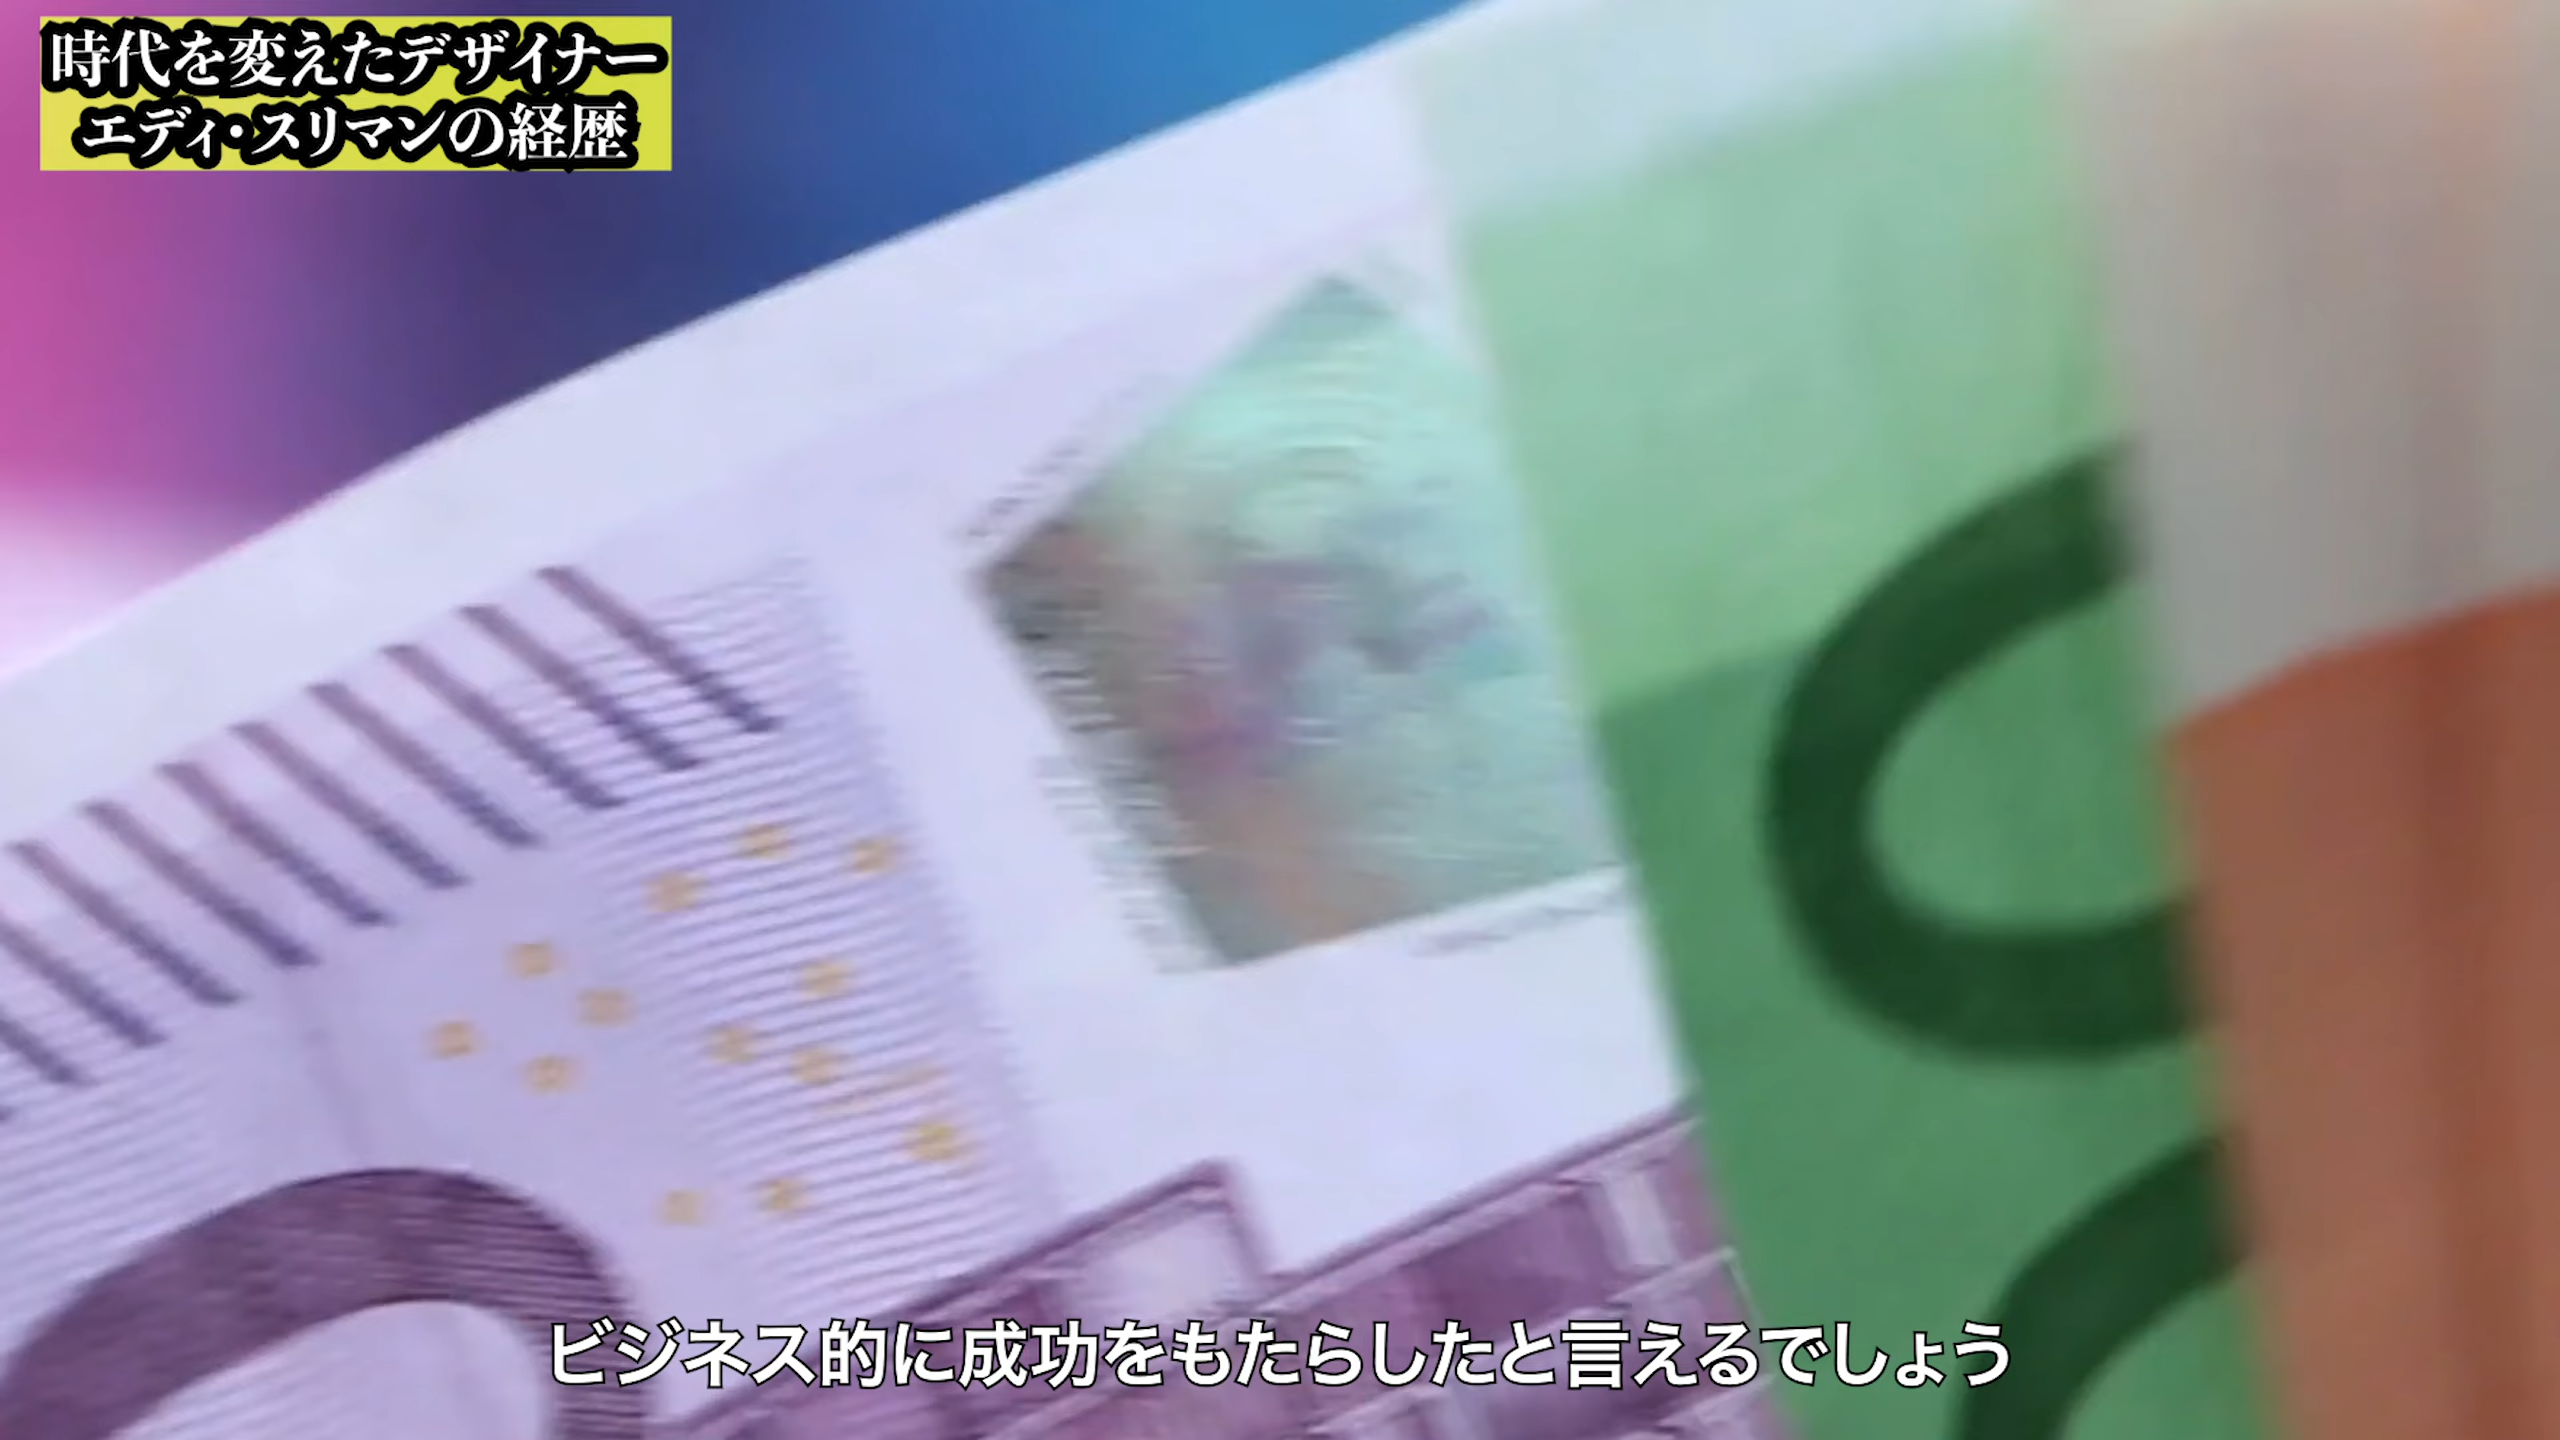 時代を変えたデザイナー
エディ・スリマンの経歴
ビジネス的に成功をもたらしたと言えるでしょう